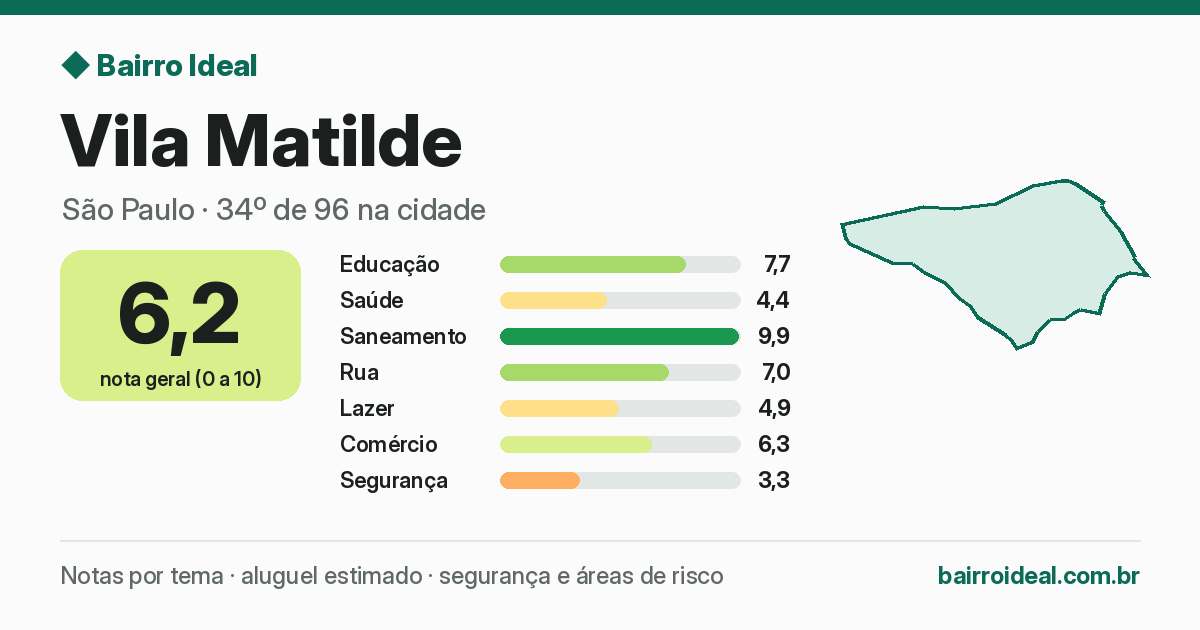 Bairro Ideal
Vila Matilde
São Paulo · 34º de 96 na cidade
6,2
nota geral (0 a 10)
Educação 7,7
Saúde 4,4
Saneamento 9,9
Rua 7,0
Lazer 4,9
Comércio 6,3
Segurança 3,3
Notas por tema · aluguel estimado · segurança e áreas de risco
bairroideal.com.br